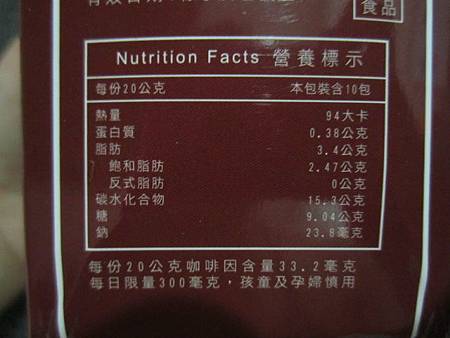 食品
Nutrition Facts 營養標示
每份20公克 本包裝含10包
熱量 94大卡
蛋白質 0.38公克
脂肪 3.4公克
飽和脂肪 2.47公克
反式脂肪 0公克
碳水化合物 15.3公克
糖 9.04公克
鈉 23.8毫克
每份20公克咖啡因含量33.2毫克
每日限量300毫克，孩童及孕婦慎用